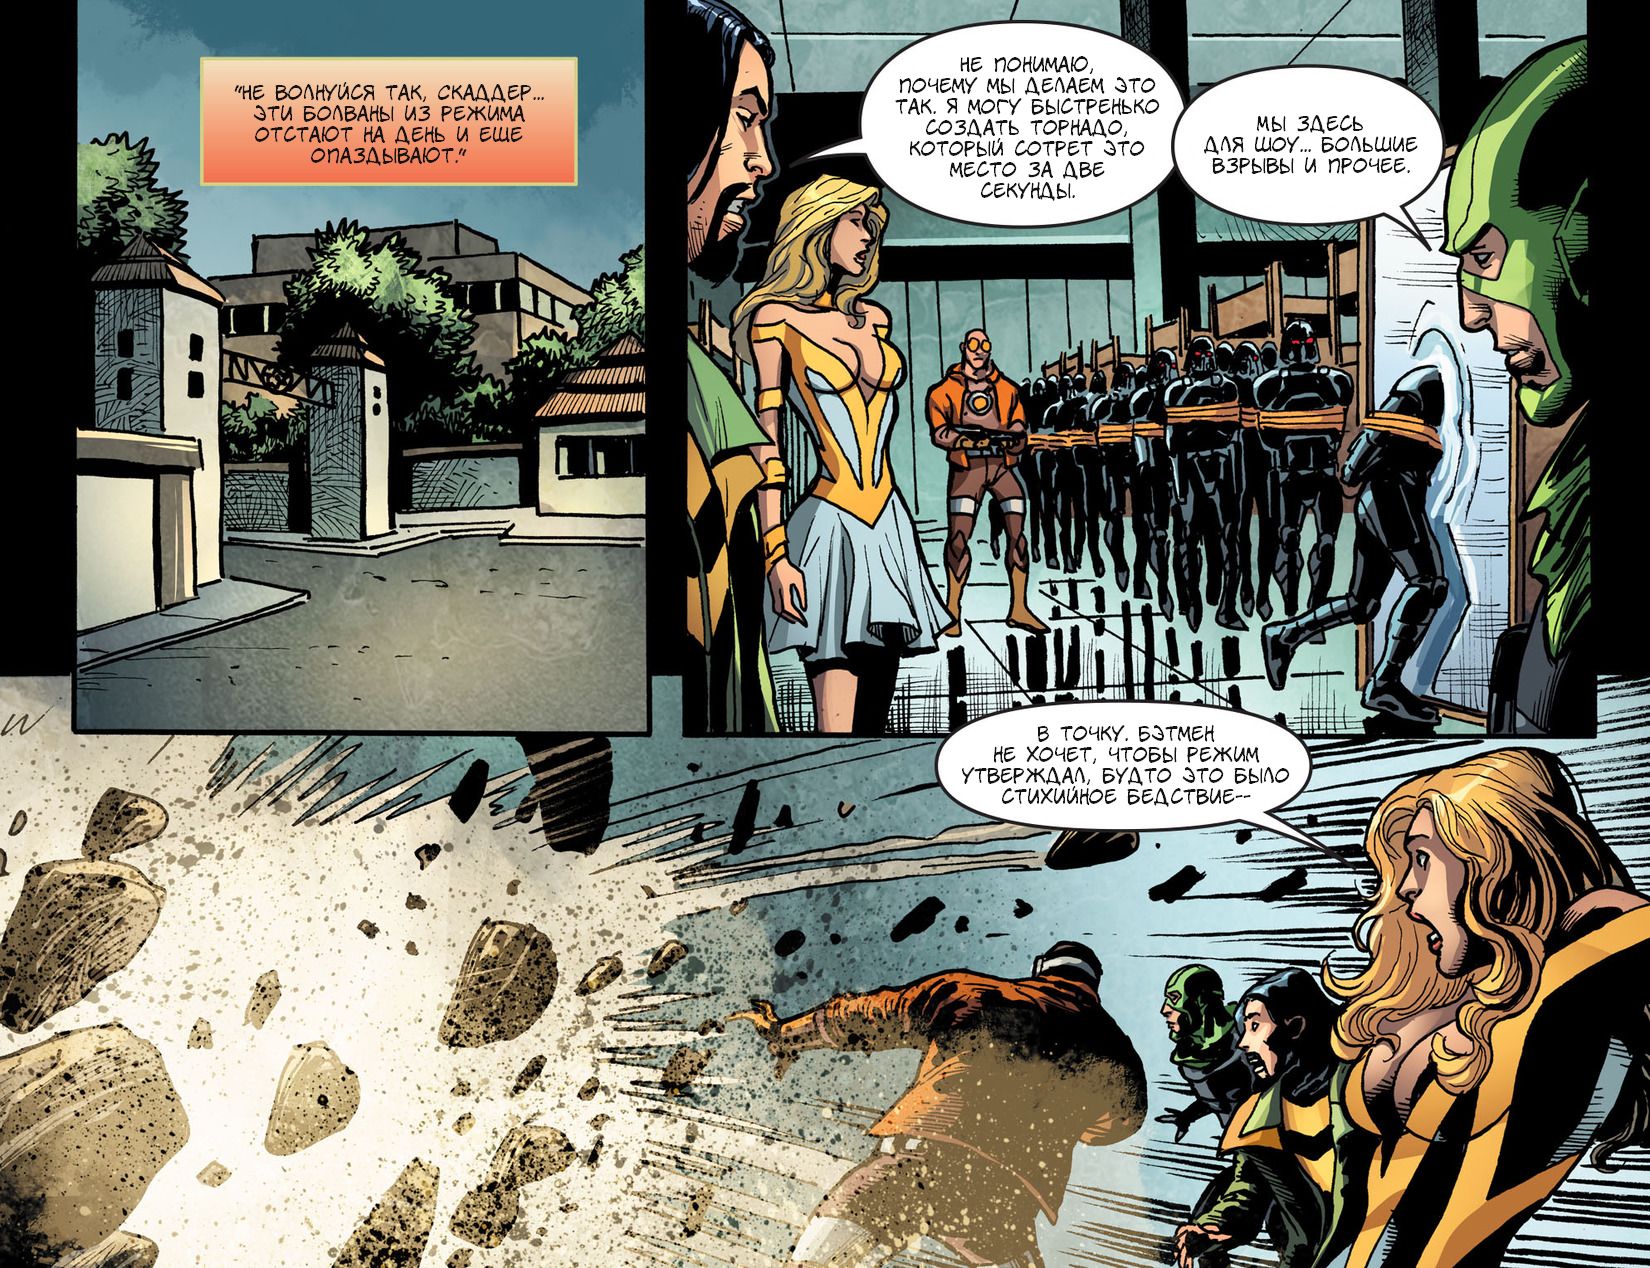 "НЕ ВОЛНУЙСЯ ТАК, СКАДДЕР...
ЭТИ БОЛВАНЫ ИЗ РЕЖИМА
ОТСТАЮТ НА ДЕНЬ И ЕЩЕ
ОПАЗДЫВАЮТ."
НЕ ПОНИМАЮ,
ПОЧЕМУ МЫ ДЕЛАЕМ ЭТО
ТАК. Я МОГУ БЫСТРЕНЬКО
СОЗДАТЬ ТОРНАДО,
КОТОРЫЙ СОТРЕТ ЭТО
МЕСТО ЗА ДВЕ
СЕКУНДЫ.
МЫ ЗДЕСЬ
ДЛЯ ШОУ... БОЛЬШИЕ
ВЗРЫВЫ И ПРОЧЕЕ.
В ТОЧКУ. БЭТМЕН
НЕ ХОЧЕТ, ЧТОБЫ РЕЖИМ
УТВЕРЖДАЛ, БУДТО ЭТО БЫЛО
СТИХИЙНОЕ БЕДСТВИЕ--